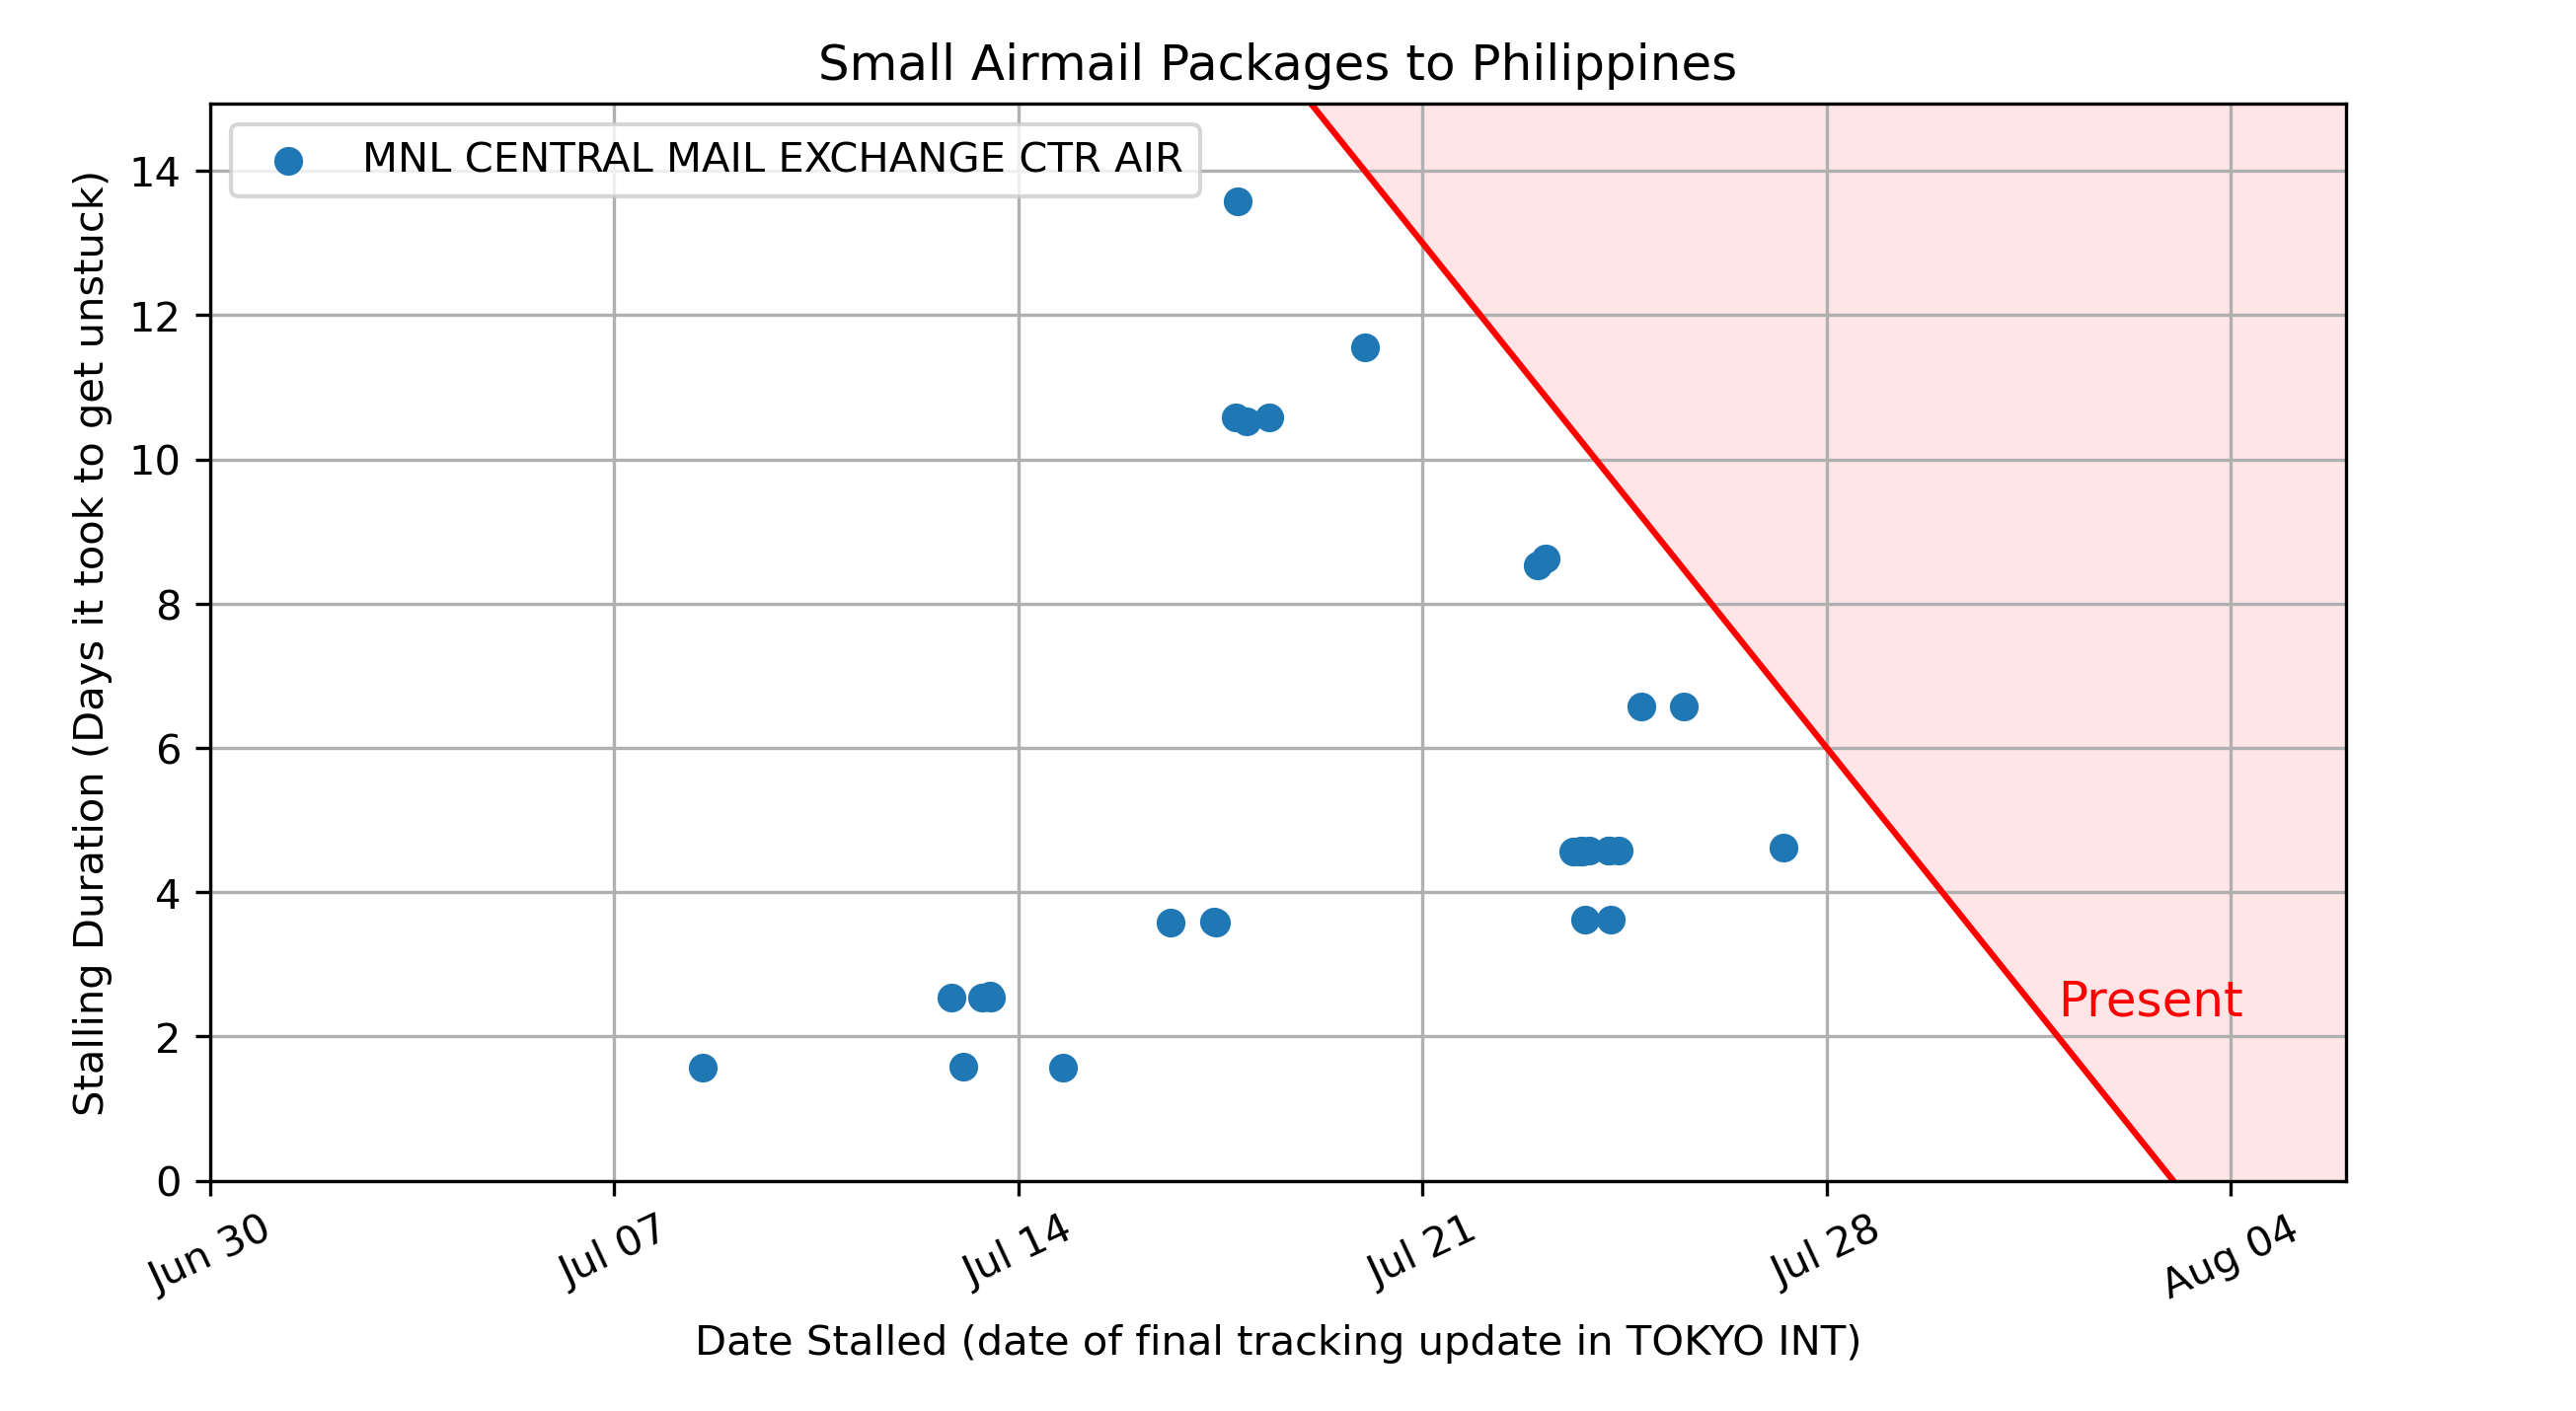 Small Airmail Packages to Philippines
MNL CENTRAL MAIL EXCHANGE CTR AIR
Stalling Duration (Days it took to get unstuck)
14
12
10
8
6
4
2
0
Present
Jun 30
Jul 07
Jul 14
Jul 21
Jul 28
Aug 04
Date Stalled (date of final tracking update in TOKYO INT)